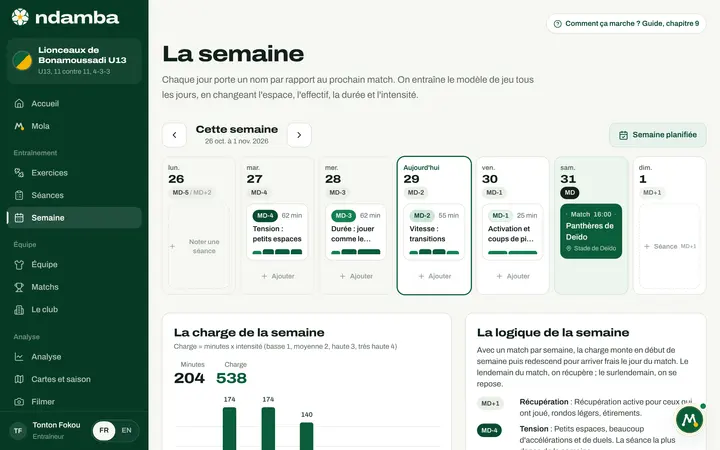 ndamba
Lionceaux de
Bonamoussadi U13
U13, 11 contre 11, 4-3-3
Accueil
Mola
Entraînement
Exercices
Séances
Semaine
Équipe
Équipe
Matchs
Le club
Analyse
Analyse
Cartes et saison
Filmer
TF
Tonton Fokou
Entraîneur
FR
EN
Comment ça marche ? Guide, chapitre 9
La semaine
Chaque jour porte un nom par rapport au prochain match. On entraîne le modèle de jeu tous
les jours, en changeant l'espace, l'effectif, la durée et l'intensité.
Cette semaine
26 oct. à 1 nov. 2026
Semaine planifiée
lun.
26
MD-5 / MD+2
Noter une
séance
mar.
27
MD-4
MD-4 62 min
Tension :
petits espaces
Ajouter
mer.
28
MD-3
MD-3 62 min
Durée : jouer
comme le...
Ajouter
Aujourd'hui
29
MD-2
MD-2 55 min
Vitesse :
transitions
Ajouter
ven.
30
MD-1
MD-1 25 min
Activation et
coups de pi...
Ajouter
sam.
31
MD
Match 16:00
Panthères de
Deïdo
Stade de Deïdo
dim.
1
MD+1
Séance MD+1
La charge de la semaine
Charge = minutes x intensité (basse 1, moyenne 2, haute 3, très haute 4)
Minutes
204
Charge
538
174
174
140
La logique de la semaine
Avec un match par semaine, la charge monte en début de
semaine puis redescend pour arriver frais le jour du match. Le
lendemain du match, on récupère ; le surlendemain, on se
repose.
MD+1
Récupération : Récupération active pour ceux qui
ont joué, rondos légers, étirements.
MD-4
Tension : Petits espaces, beaucoup
d'accélérations et de duels. La séance la plus